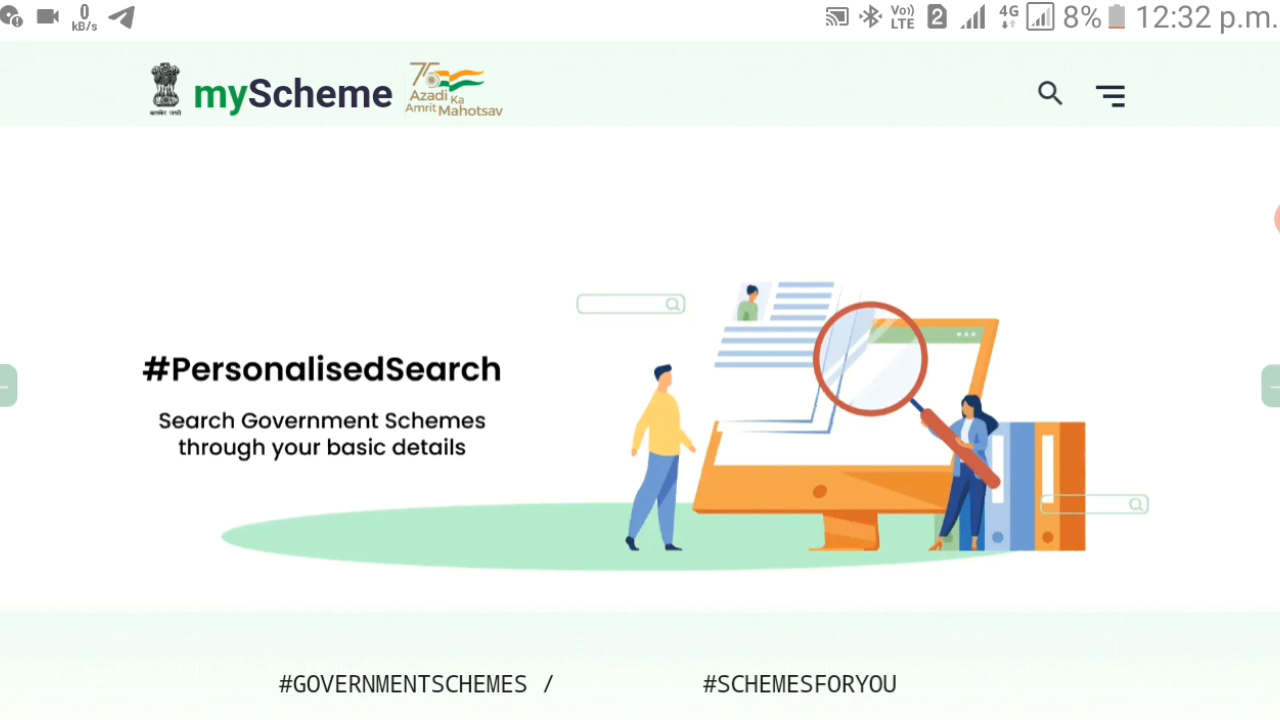 0
kB/s
Vo)
LTE
2
4G
8%
12:32 p.m.
myScheme
75
Azadi Ka
Amrit Mahotsav
#PersonalisedSearch
Search Government Schemes
through your basic details
#GOVERNMENTSCHEMES /
#SCHEMESFORYOU